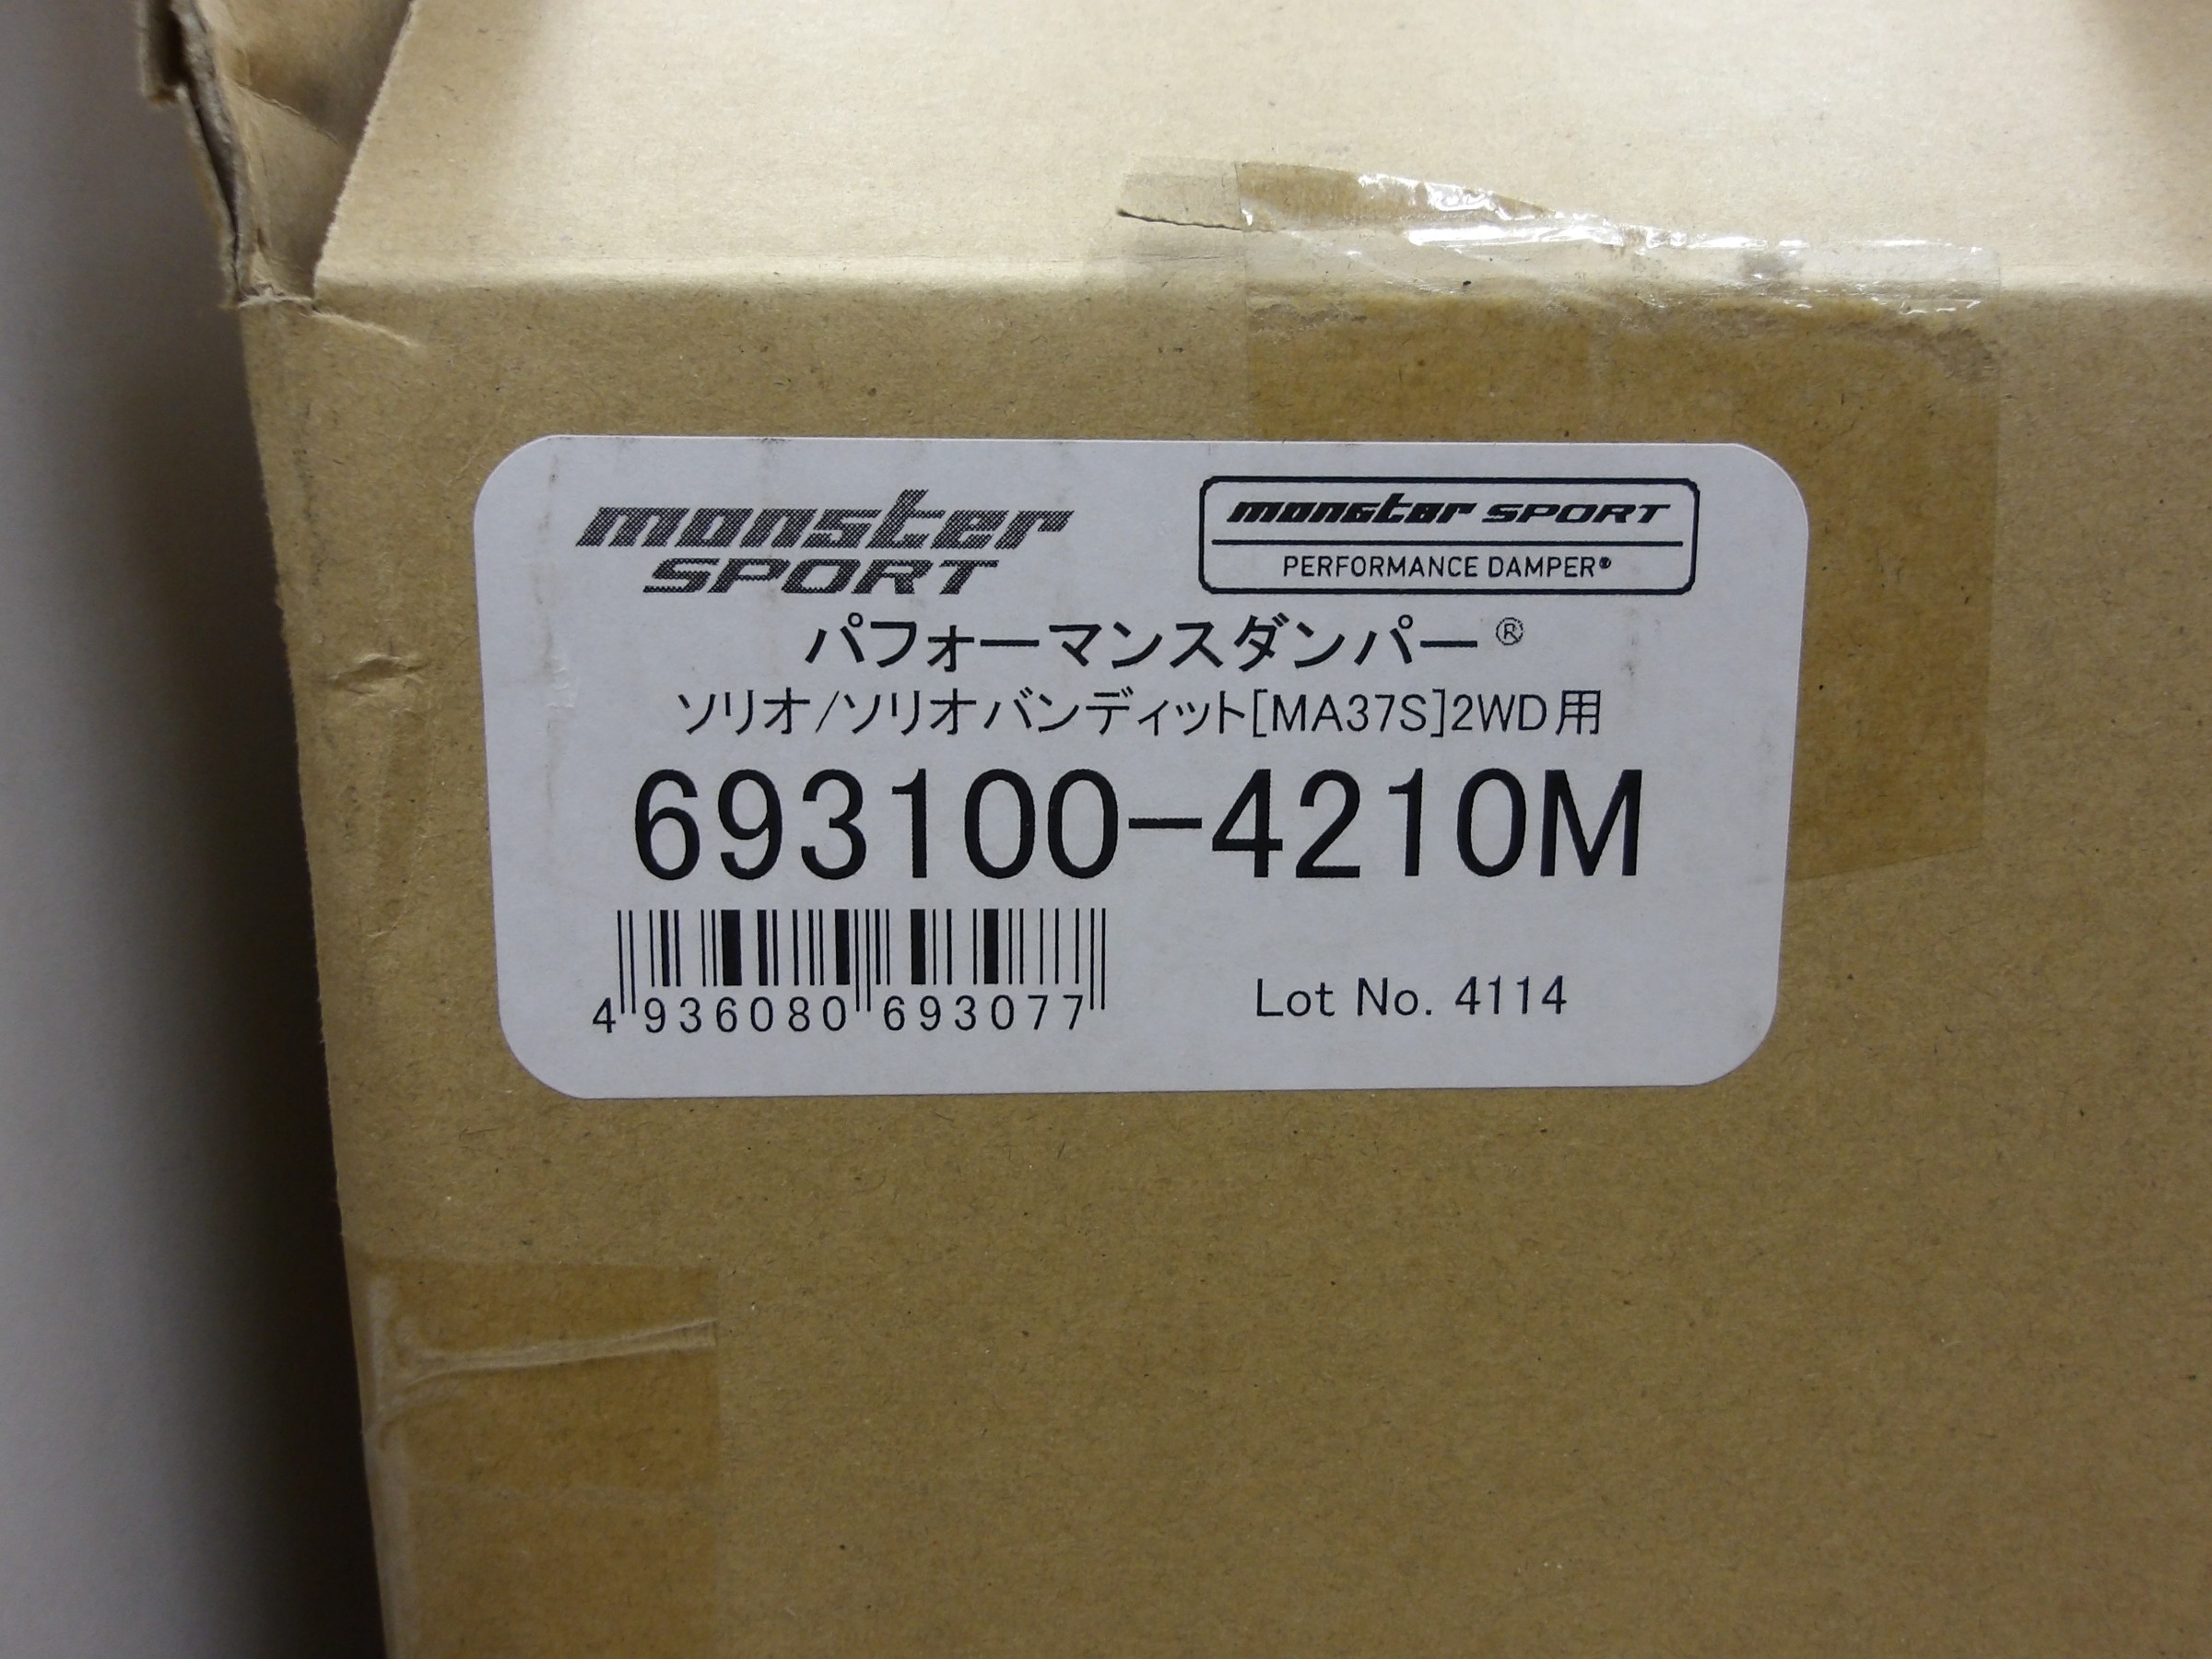 monster
SPORT
monster SPORT
PERFORMANCE DAMPER®
パフォーマンスダンパー®
ソリオ/ソリオバンディット[MA37S]2WD用
693100-4210M
4 936080 693077
Lot No. 4114